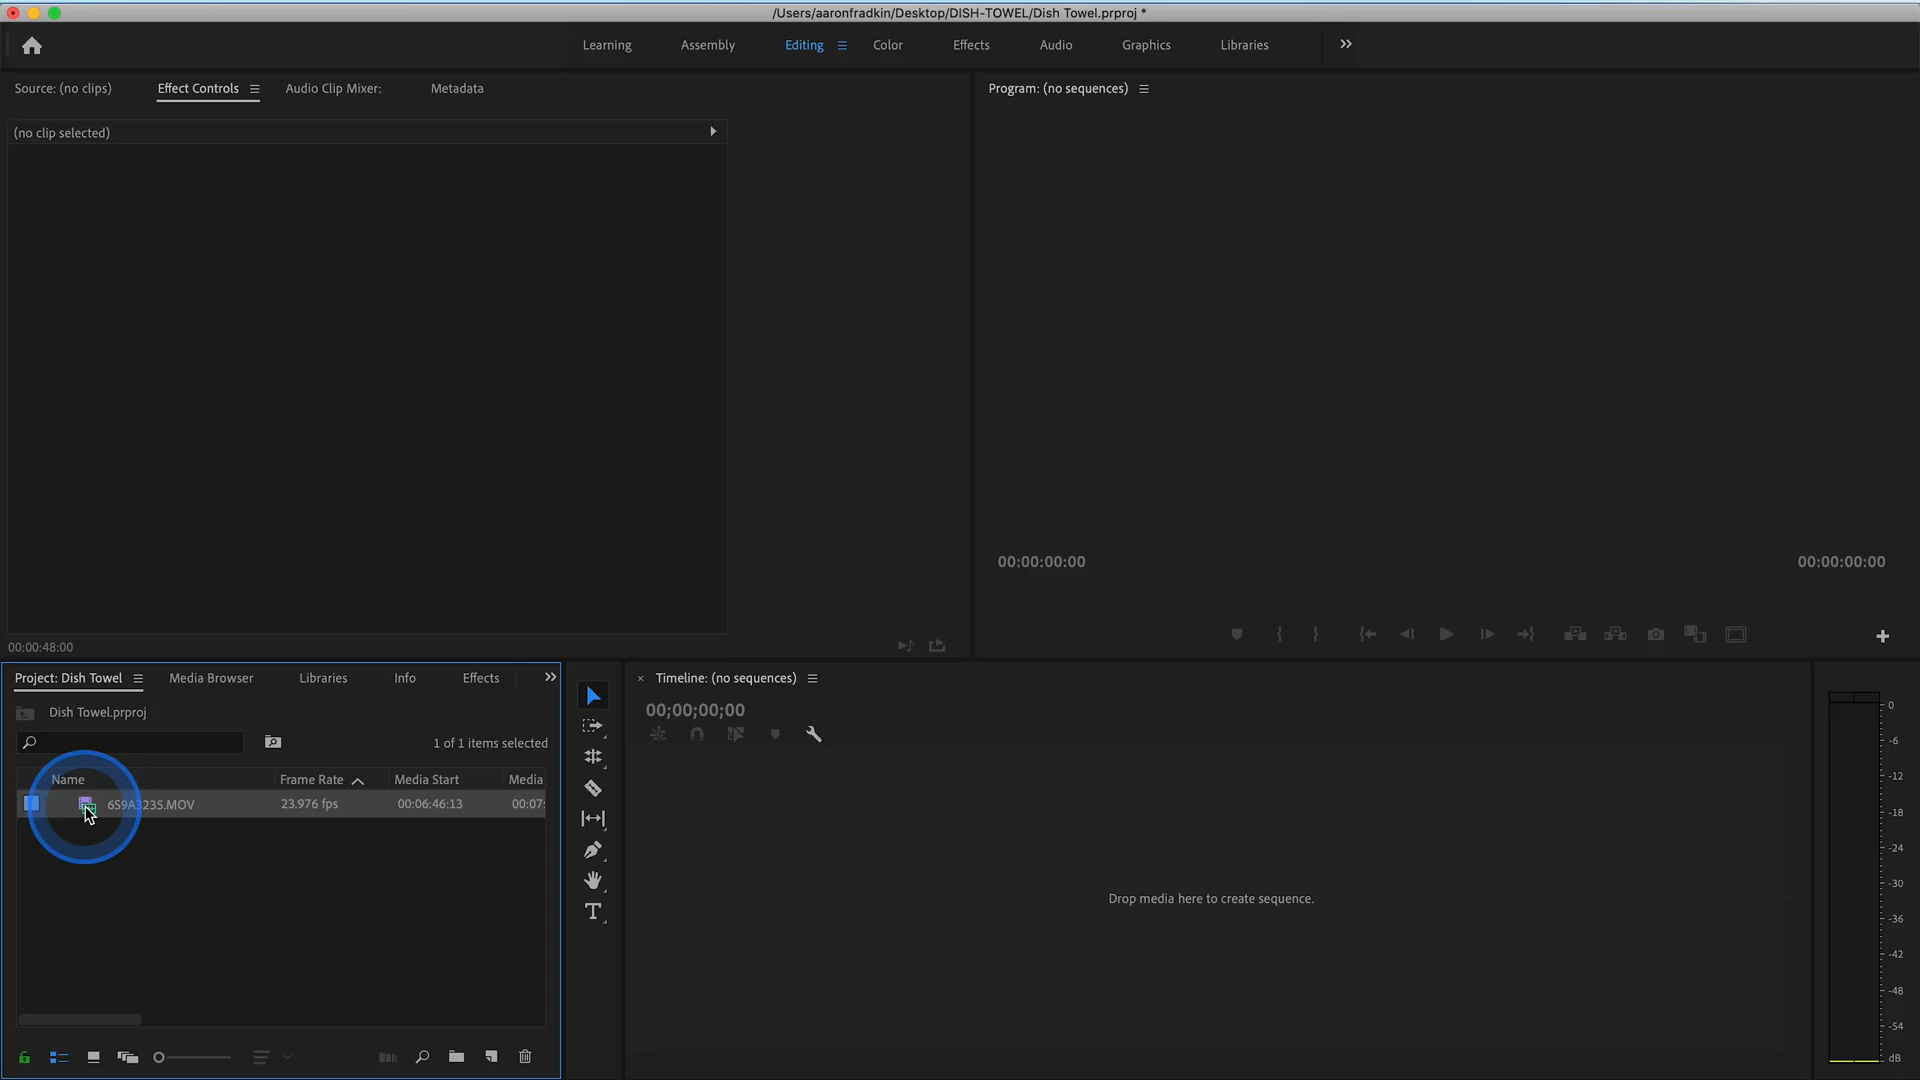 /Users/aaronfradkin/Desktop/DISH-TOWEL/Dish Towel.prproj *
Learning
Assembly
Editing
Color
Effects
Audio
Graphics
Libraries
Source: (no clips)
Effect Controls
Audio Clip Mixer:
Metadata
Program: (no sequences)
(no clip selected)
00:00:00:00
00:00:00:00
00:00:48:00
Project: Dish Towel
Media Browser
Libraries
Info
Effects
Timeline: (no sequences)
Dish Towel.prproj
00;00;00;00
1 of 1 items selected
Name
Frame Rate
Media Start
Media
6S9A3235.MOV
23.976 fps
00:06:46:13
00:07:
Drop media here to create sequence.
0
-6
-12
-18
-24
-30
-36
-42
-48
-54
dB